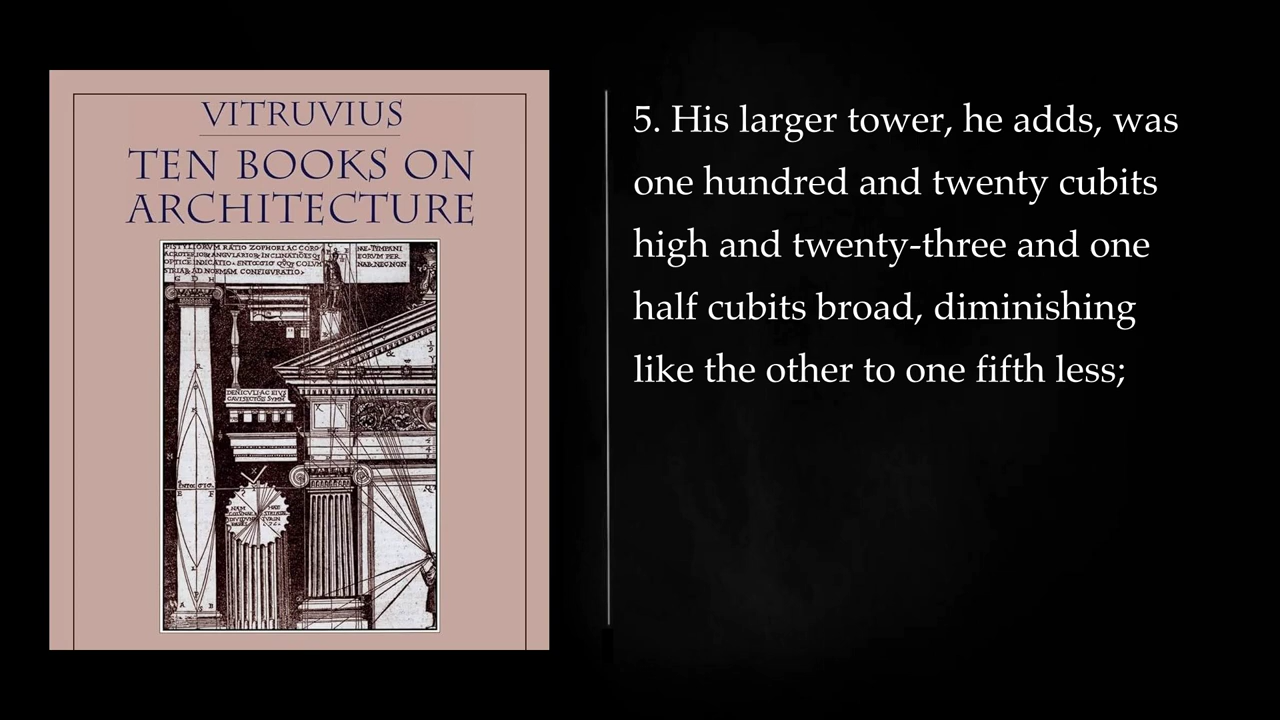 VITRUVIUS
TEN BOOKS ON
ARCHITECTURE
5. His larger tower, he adds, was
one hundred and twenty cubits
high and twenty-three and one
half cubits broad, diminishing
like the other to one fifth less;